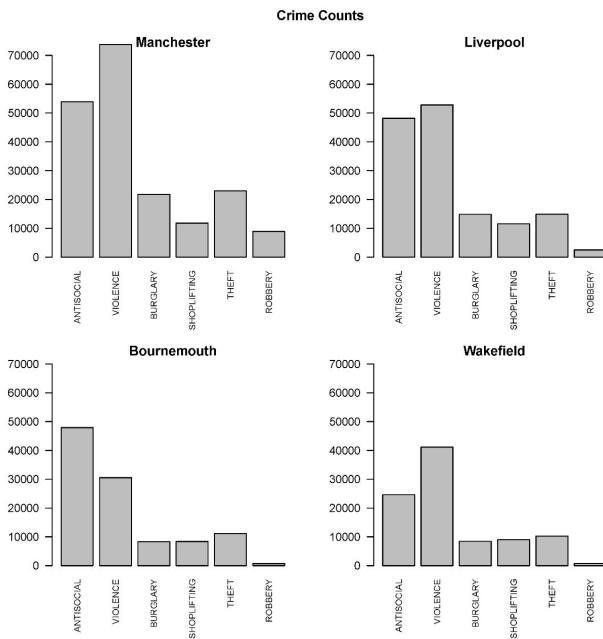 Crime Counts
Manchester
70000
60000
50000
40000
30000
20000
10000
0
ANTISOCIAL
VIOLENCE
BURGLARY
SHOPLIFTING
THEFT
ROBBERY
Liverpool
70000
60000
50000
40000
30000
20000
10000
0
ANTISOCIAL
VIOLENCE
BURGLARY
SHOPLIFTING
THEFT
ROBBERY
Bournemouth
70000
60000
50000
40000
30000
20000
10000
0
ANTISOCIAL
VIOLENCE
BURGLARY
SHOPLIFTING
THEFT
ROBBERY
Wakefield
70000
60000
50000
40000
30000
20000
10000
0
ANTISOCIAL
VIOLENCE
BURGLARY
SHOPLIFTING
THEFT
ROBBERY